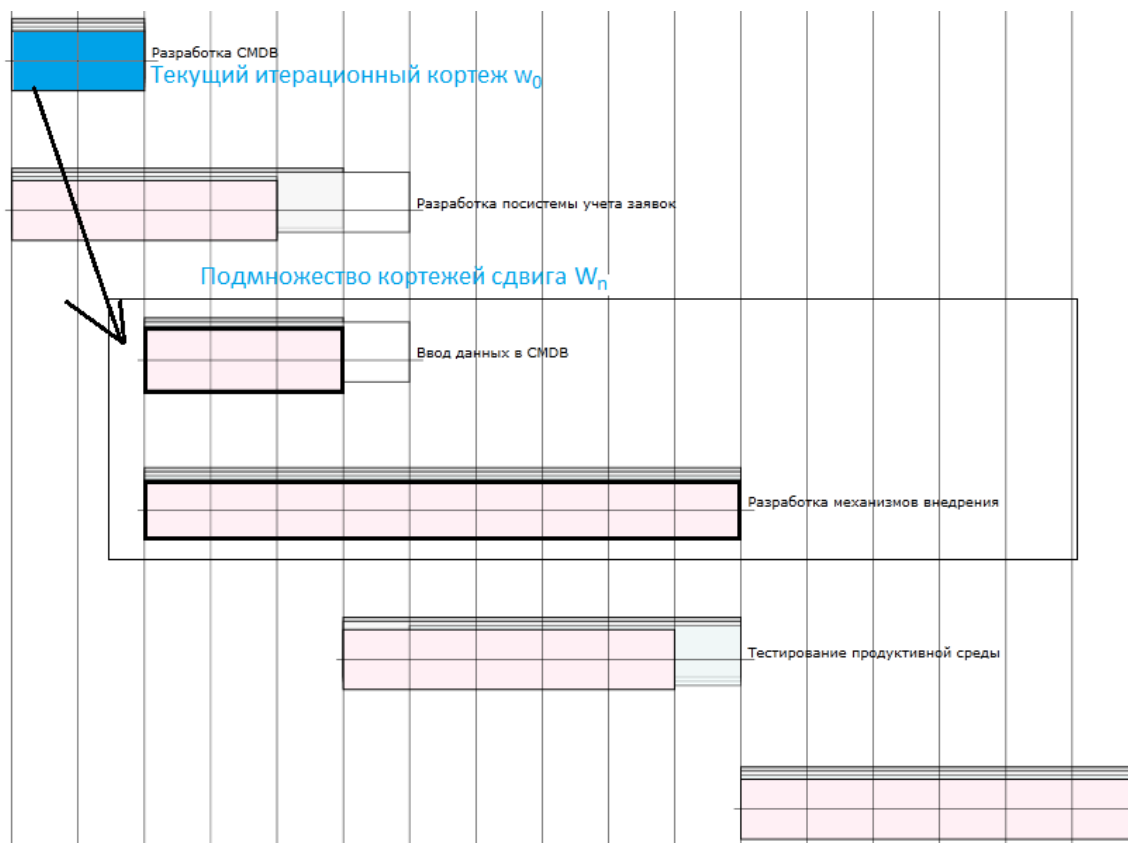 Разработка CMDB
Текущий итерационный кортеж w₀
Разработка посистемы учета заявок
Подмножество кортежей сдвига Wₙ
Ввод данных в CMDB
Разработка механизмов внедрения
Тестирование продуктивной среды